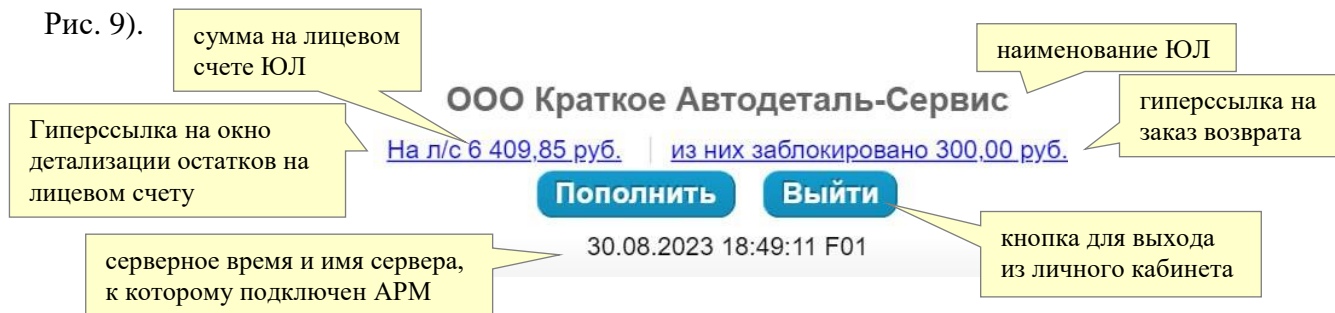 Рис. 9).
сумма на лицевом
счете ЮЛ
наименование ЮЛ
ООО Краткое Автодеталь-Сервис
гиперссылка на
заказ возврата
Гиперссылка на окно
детализации остатков на
лицевом счету
На л/с 6 409,85 руб.
из них заблокировано 300,00 руб.
Пополнить
Выйти
30.08.2023 18:49:11 F01
кнопка для выхода
из личного кабинета
серверное время и имя сервера,
к которому подключен АРМ